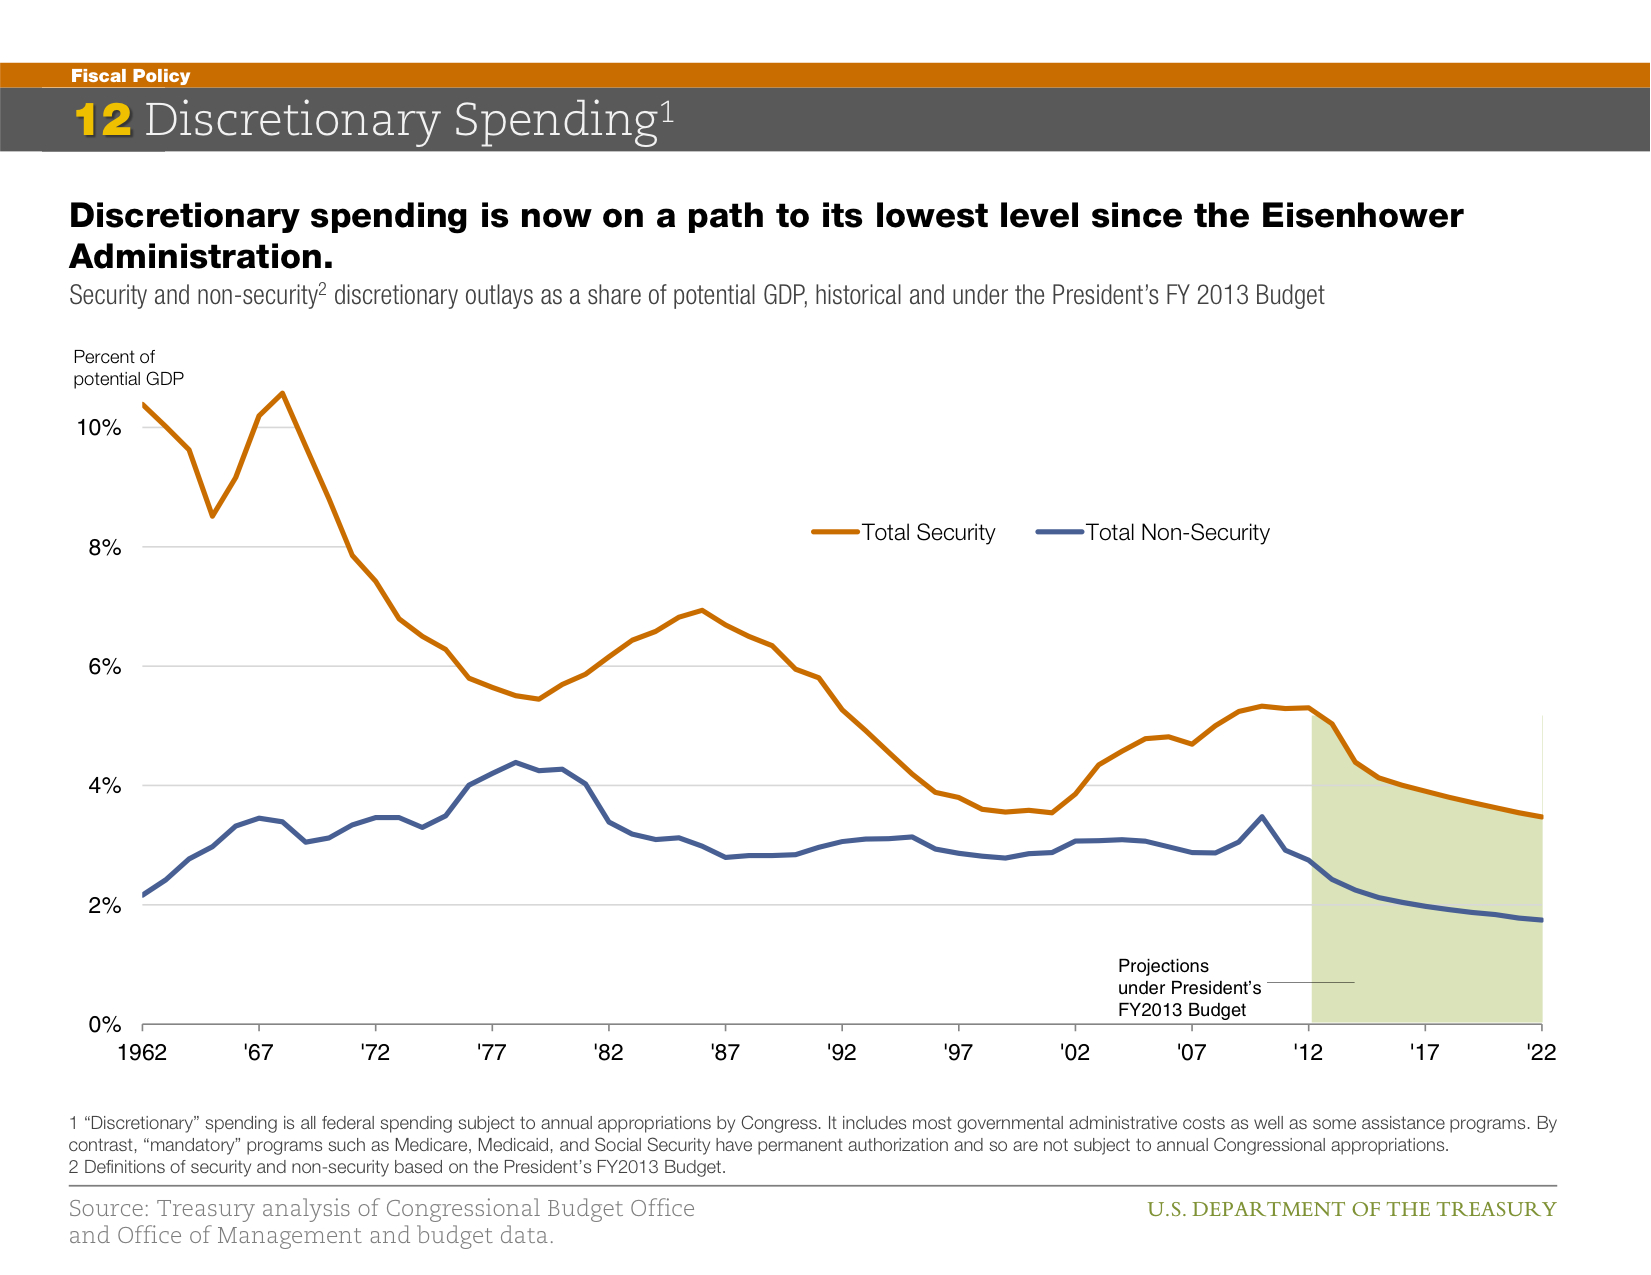 Fiscal Policy
12 Discretionary Spending1
Discretionary spending is now on a path to its lowest level since the Eisenhower
Administration.
Security and non-security2 discretionary outlays as a share of potential GDP, historical and under the President’s FY 2013 Budget
Percent of
potential GDP
10%
8%
Total Security
Total Non-Security
6%
4%
2%
Projections
under President’s
FY2013 Budget
0%
1962 '67 '72 '77 '82 '87 '92 '97 '02 '07 '12 '17 '22
1 “Discretionary” spending is all federal spending subject to annual appropriations by Congress. It includes most governmental administrative costs as well as some assistance programs. By
contrast, “mandatory” programs such as Medicare, Medicaid, and Social Security have permanent authorization and so are not subject to annual Congressional appropriations.
2 Definitions of security and non-security based on the President’s FY2013 Budget.
Source: Treasury analysis of Congressional Budget Office
and Office of Management and budget data.
U.S. DEPARTMENT OF THE TREASURY